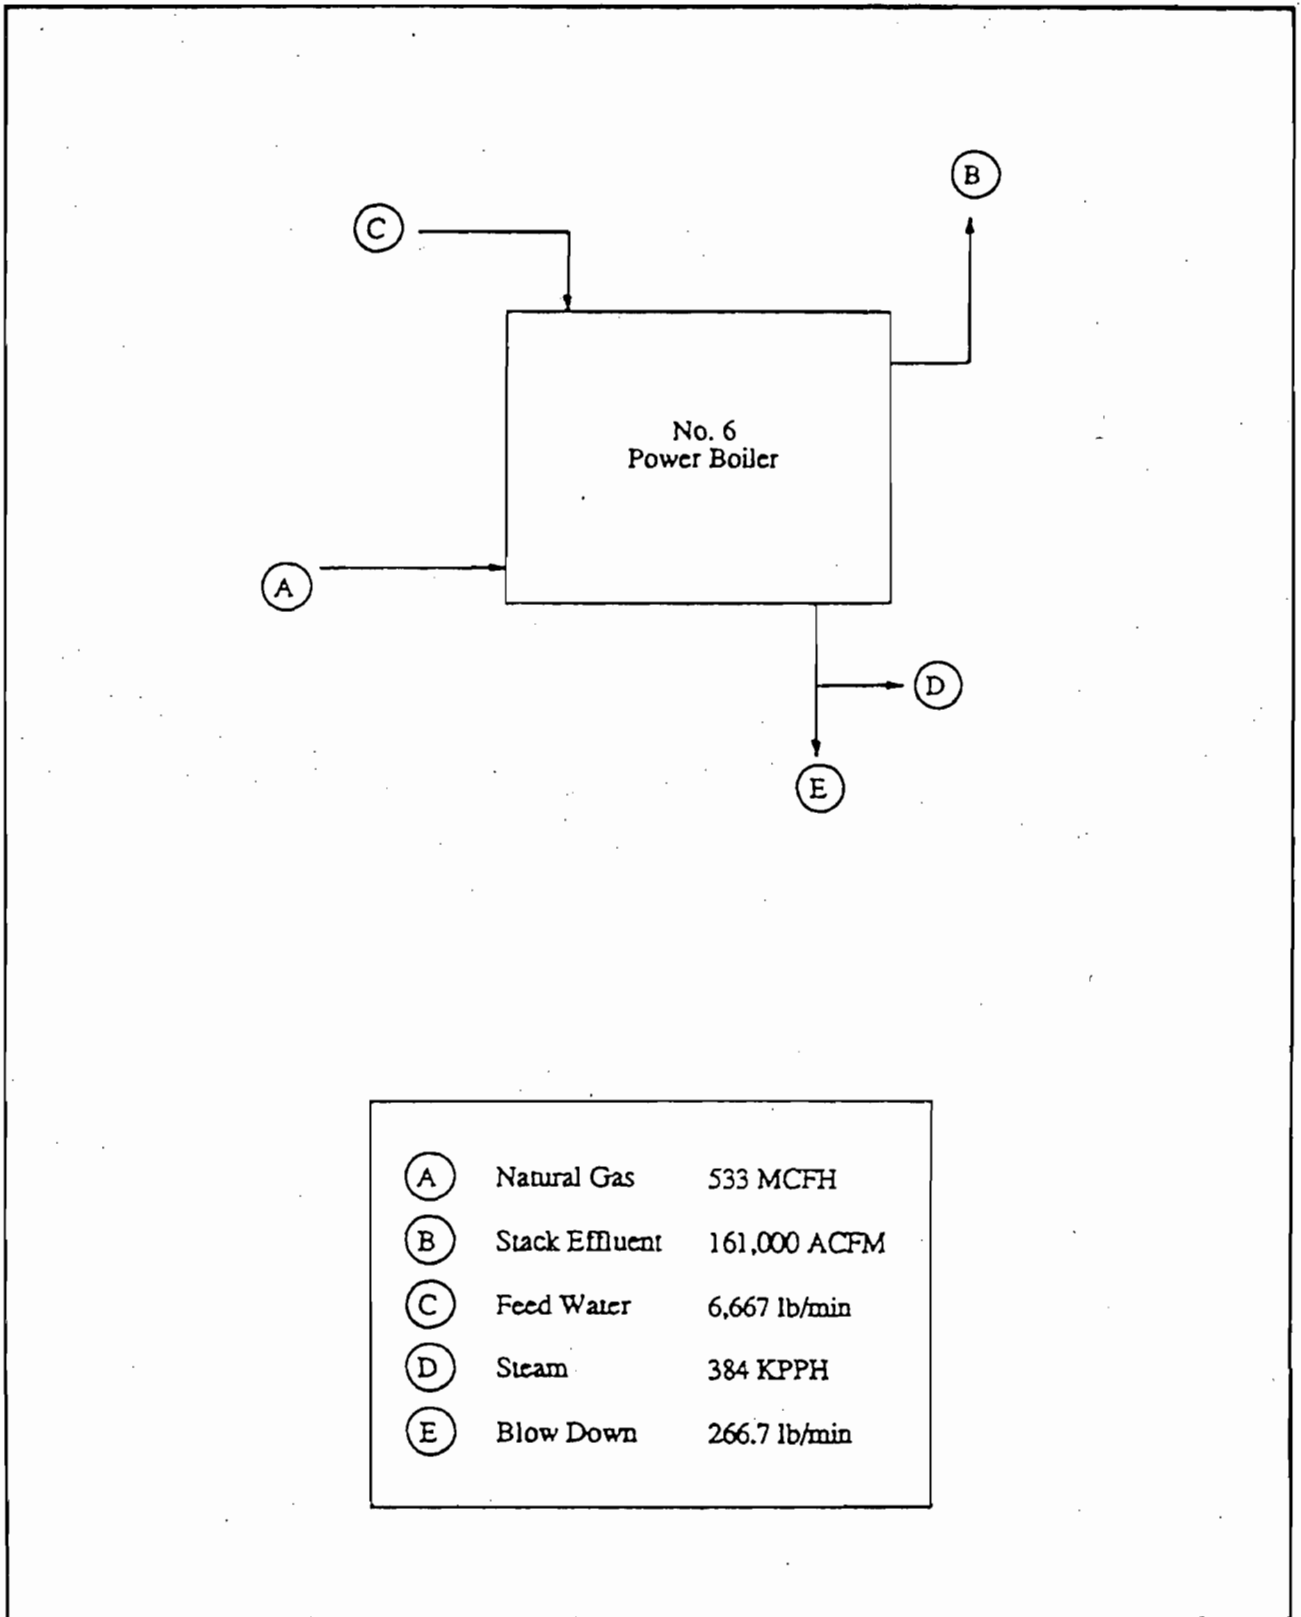 B
C
No. 6
Power Boiler
A
D
E
A Natural Gas 533 MCFH
B Stack Effluent 161,000 ACFM
C Feed Water 6,667 lb/min
D Steam 384 KPPH
E Blow Down 266.7 lb/min